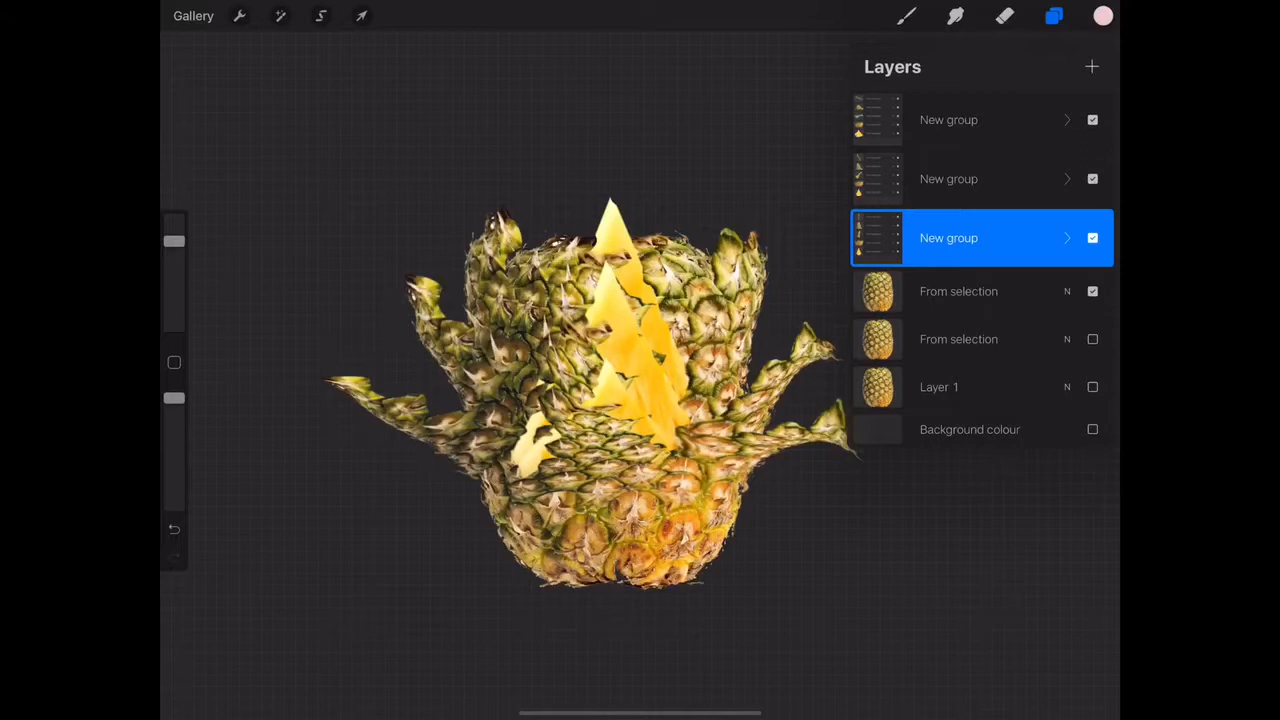 Gallery
Layers
New group
New group
New group
From selection N
From selection N
Layer 1 N
Background colour